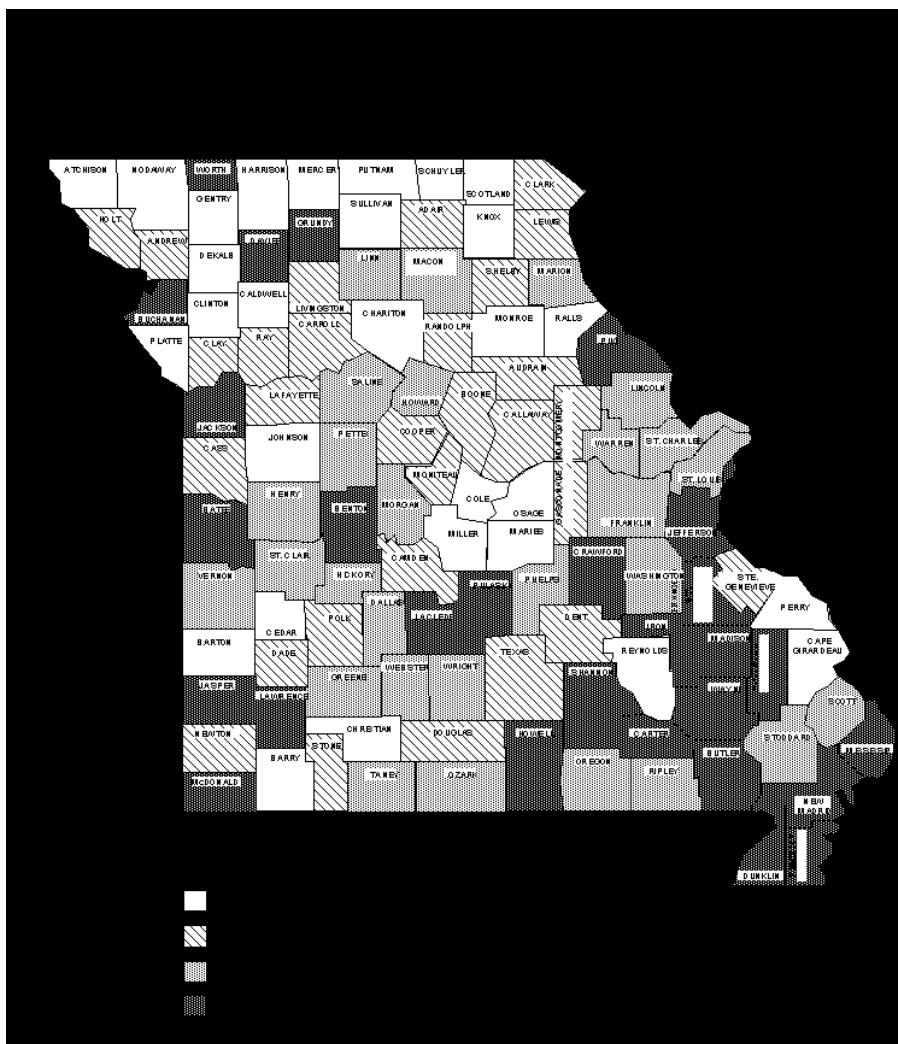 ATCHISON
NODAWAY
WORTH
HARRISON
MERCER
PUTNAM
SCHUYLER
SCOTLAND
CLARK
GENTRY
SULLIVAN
ADAIR
KNOX
LEWIS
HOLT
ANDREW
GRUNDY
DEKALB
LINN
MACON
SHELBY
MARION
BUCHANAN
CLINTON
CALDWELL
LIVINGSTON
CHARITON
CARROLL
RANDOLPH
MONROE
RALLS
PLATTE
CLAY
RAY
AUDRAIN
LINCOLN
SALINE
LAFAYETTE
HOWARD
BOONE
CALLAWAY
MONTGOMERY
JACKSON
JOHNSON
PETTIS
COOPER
WARREN
ST. CHARLES
CASS
MONITEAU
GASCONADE
ST. LOUIS
HENRY
MORGAN
COLE
OSAGE
FRANKLIN
BATES
BENTON
MILLER
MARIES
JEFFERSON
ST. CLAIR
CAMDEN
CRAWFORD
WASHINGTON
VERNON
HICKORY
PULASKI
PHELPS
STE.
GENEVIEVE
PERRY
DALLAS
LACLEDE
DENT
IRON
MADISON
CEDAR
POLK
BARTON
DADE
TEXAS
REYNOLDS
CAPE
GIRARDEAU
JASPER
LAWRENCE
GREENE
WEBSTER
WRIGHT
SHANNON
WAYNE
SCOTT
NEWTON
CHRISTIAN
DOUGLAS
HOWELL
CARTER
STODDARD
BARRY
STONE
BUTLER
McDONALD
TANEY
OZARK
OREGON
RIPLEY
NEW
MADRID
DUNKLIN